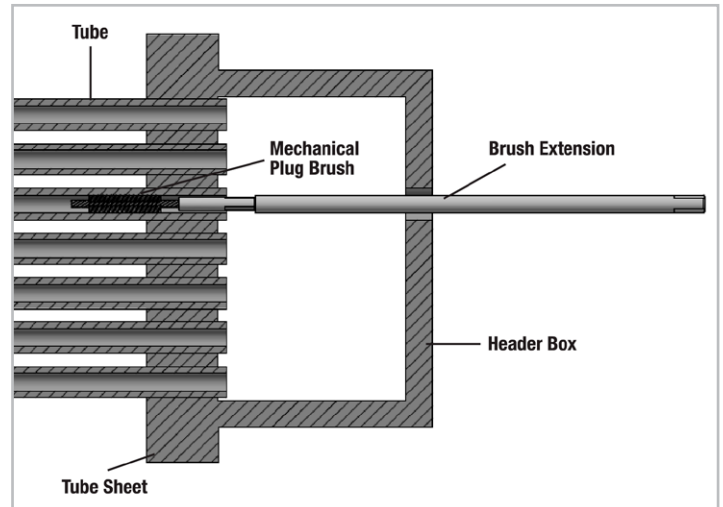 Tube
Mechanical
Plug Brush
Brush Extension
Header Box
Tube Sheet